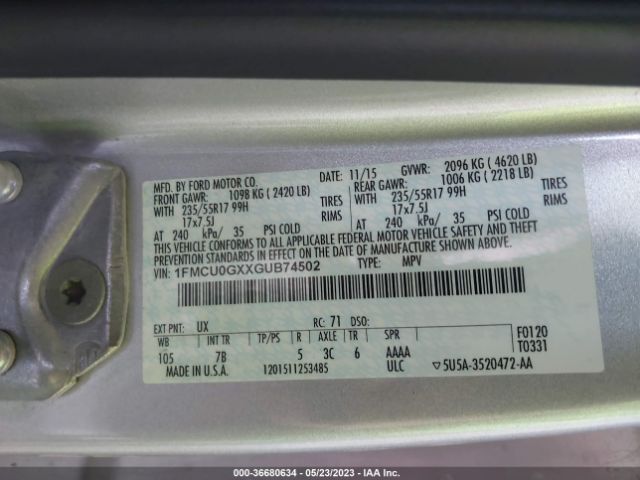 MFD. BY FORD MOTOR CO. DATE: 11/15 GVWR: 2096 KG ( 4620 LB)
FRONT GAWR: 1098 KG ( 2420 LB) REAR GAWR: 1006 KG ( 2218 LB)
WITH 235/55R17 99H TIRES WITH 235/55R17 99H TIRES
17x7.5J RIMS 17x7.5J RIMS
AT 240 kPa/ 35 PSI COLD AT 240 kPa/ 35 PSI COLD
THIS VEHICLE CONFORMS TO ALL APPLICABLE FEDERAL MOTOR VEHICLE SAFETY AND THEFT
PREVENTION STANDARDS IN EFFECT ON THE DATE OF MANUFACTURE SHOWN ABOVE.
VIN: 1FMCU0GXXGUB74502 TYPE: MPV
EXT PNT: UX RC: 71 DSO:
WB INT TR TP/PS R AXLE TR SPR F0120
105 7B 5 3C 6 AAAA T0331
MADE IN U.S.A. 1201511253485 ULC ▽5U5A-3520472-AA
000-36680634 - 05/23/2023 - IAA Inc.